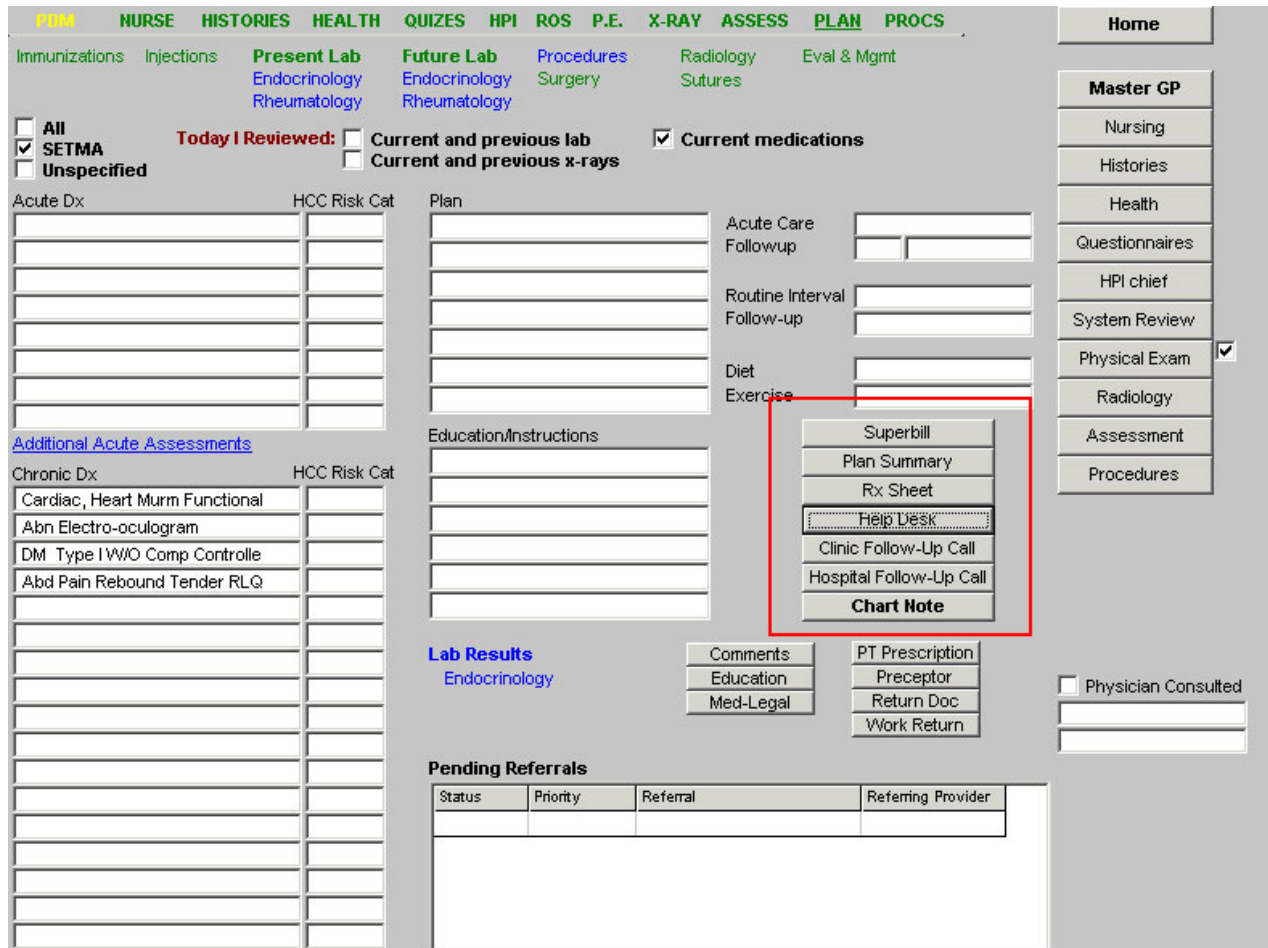 PDM NURSE HISTORIES HEALTH QUIZES HPI ROS P.E. X-RAY ASSESS PLAN PROCS
Home
Immunizations Injections Present Lab Future Lab Procedures Radiology Eval & Mgmt
Endocrinology Endocrinology Surgery Sutures
Rheumatology Rheumatology
Master GP
Nursing
Histories
Health
Questionnaires
HPI chief
System Review
Physical Exam
Radiology
Assessment
Procedures
All
SETMA
Unspecified
Today I Reviewed: Current and previous lab Current medications
Current and previous x-rays
Acute Dx HCC Risk Cat Plan
Acute Care
Followup
Routine Interval
Follow-up
Diet
Exercise
Additional Acute Assessments
Education/Instructions
Superbill
Plan Summary
Rx Sheet
Help Desk
Clinic Follow-Up Call
Hospital Follow-Up Call
Chart Note
Chronic Dx HCC Risk Cat
Cardiac, Heart Murm Functional
Abn Electro-oculogram
DM Type I W/O Comp Controlle
Abd Pain Rebound Tender RLQ
Lab Results
Endocrinology
Comments
Education
Med-Legal
PT Prescription
Preceptor
Return Doc
Work Return
Physician Consulted
Pending Referrals
Status Priority Referral Referring Provider